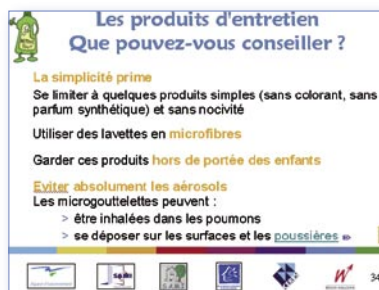 Les produits d'entretien
Que pouvez-vous conseiller ?
La simplicité prime
Se limiter à quelques produits simples (sans colorant, sans
parfum synthétique) et sans nocivité
Utiliser des lavettes en microfibres
Garder ces produits hors de portée des enfants
Eviter absolument les aérosols
Les microgouttelettes peuvent :
> être inhalées dans les poumons
> se déposer sur les surfaces et les poussières
34